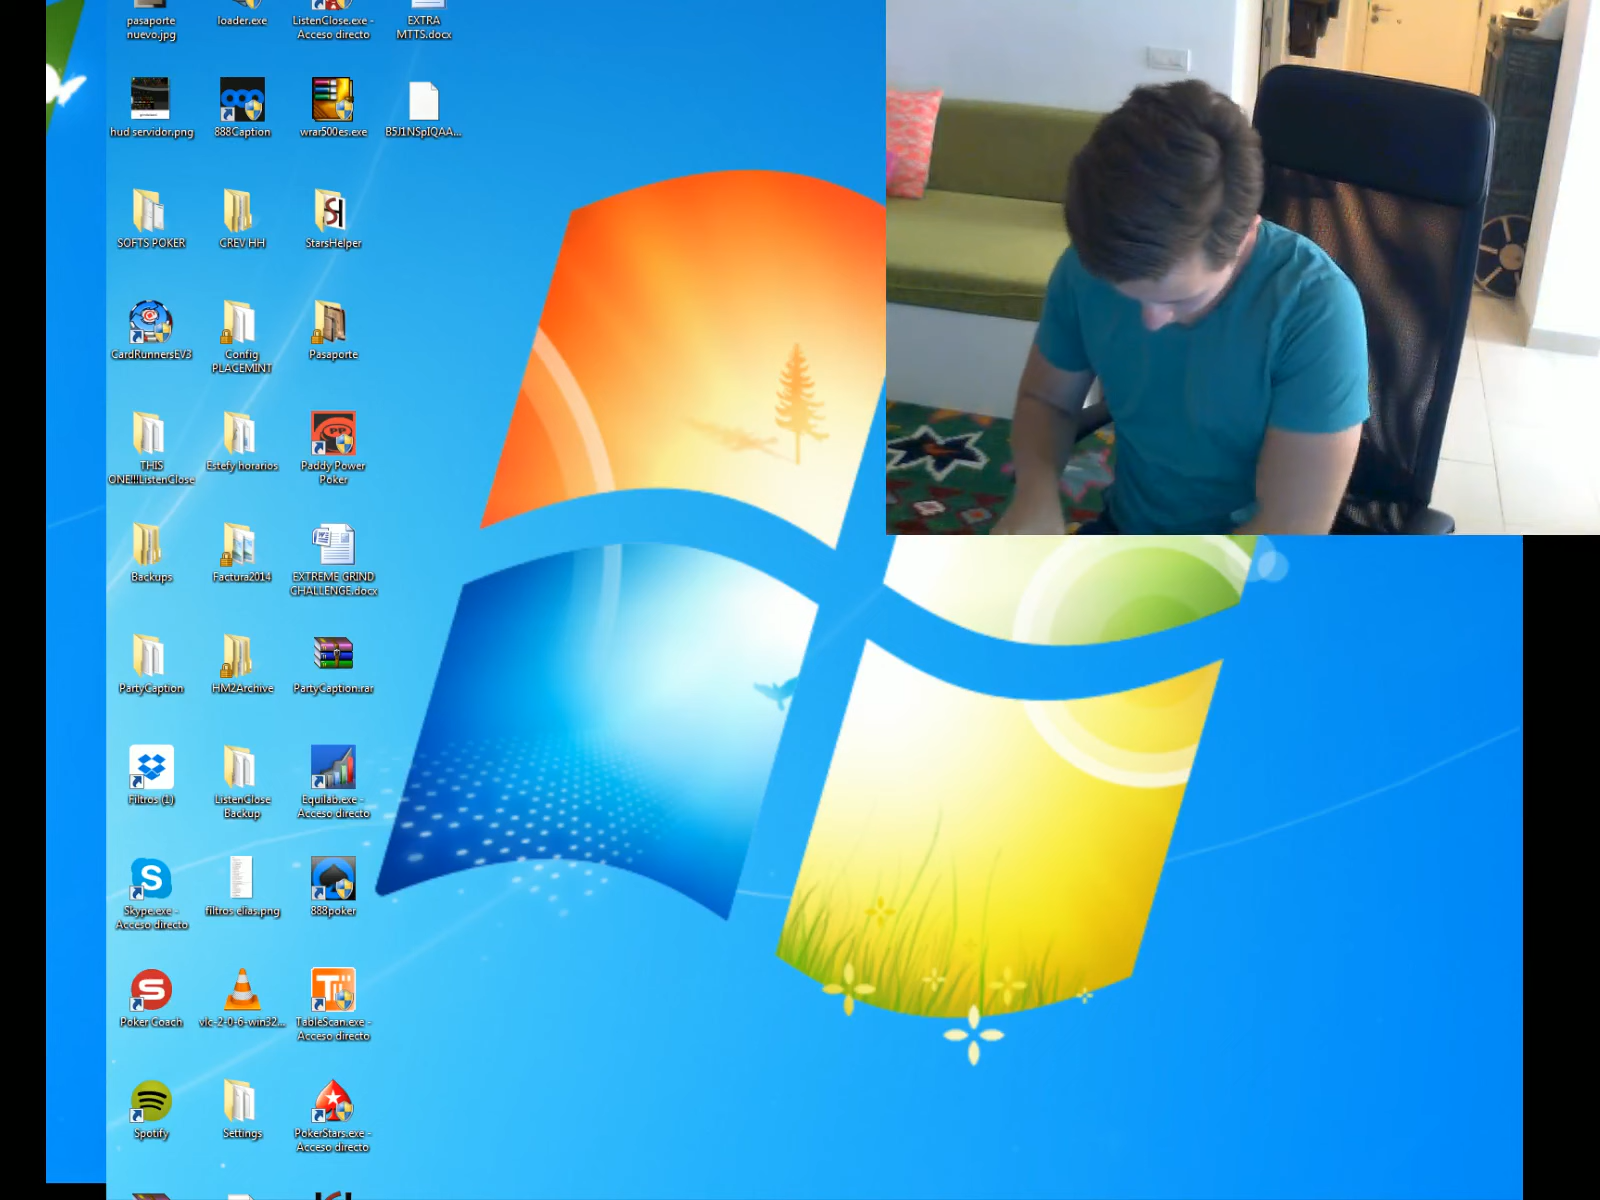 pasaporte
nuevo.jpg
loader.exe
ListenClose.exe -
Acceso directo
EXTRA
MTTS.docx
hud servidor.png
888Caption
wrar500es.exe
B5J1NSpIQAA...
SOFTS POKER
CREV HH
StarsHelper
CardRunnersEV3
Config
PLACEMINT
Pasaporte
THIS
ONE!!!ListenClose
Estefy horarios
PP
Paddy Power
Poker
Backups
Factura2014
EXTREME GRIND
CHALLENGE.docx
PartyCaption
HM2Archive
PartyCaption.rar
Filtros (1)
ListenClose
Backup
Equilab.exe -
Acceso directo
Skype.exe -
Acceso directo
filtros elias.png
888poker
Poker Coach
vlc-2-0-6-win32...
TableScan.exe -
Acceso directo
Spotify
Settings
PokerStars.exe -
Acceso directo